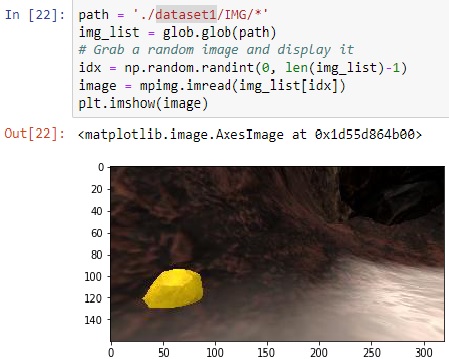 In [22]: path = './dataset1/IMG/*'
img_list = glob.glob(path)
# Grab a random image and display it
idx = np.random.randint(0, len(img_list)-1)
image = mpimg.imread(img_list[idx])
plt.imshow(image)
Out[22]: <matplotlib.image.AxesImage at 0x1d55d864b00>
0
20
40
60
80
100
120
140
0 50 100 150 200 250 300